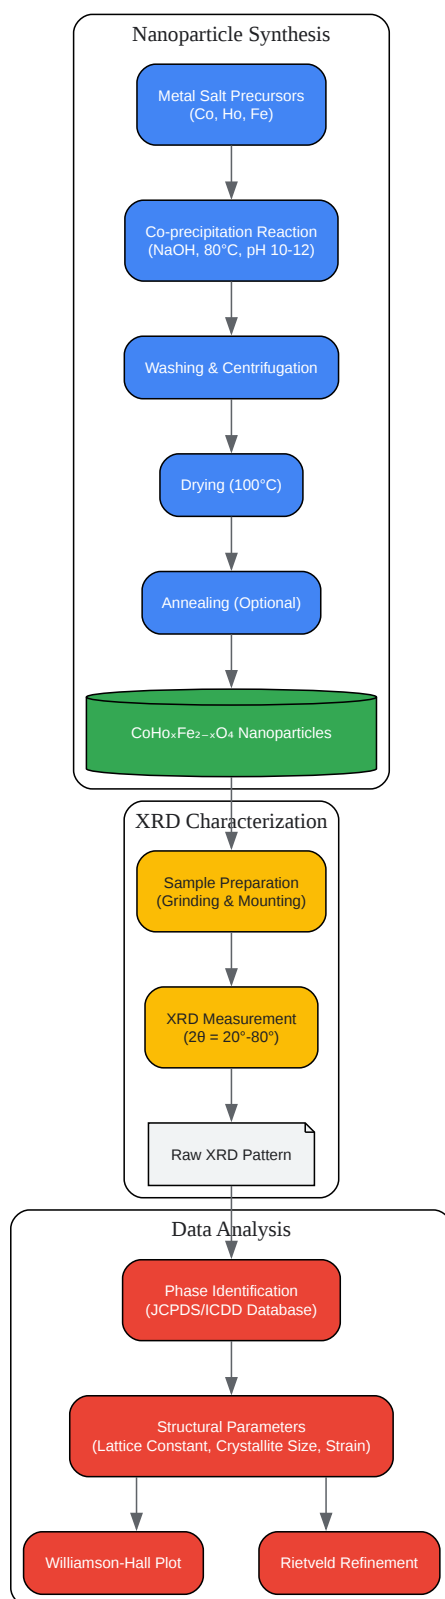 Nanoparticle Synthesis
Metal Salt Precursors
(Co, Ho, Fe)
Co-precipitation Reaction
(NaOH, 80°C, pH 10-12)
Washing & Centrifugation
Drying (100°C)
Annealing (Optional)
CoHoₓFe₂₋ₓO₄ Nanoparticles
XRD Characterization
Sample Preparation
(Grinding & Mounting)
XRD Measurement
(2θ = 20°-80°)
Raw XRD Pattern
Data Analysis
Phase Identification
(JCPDS/ICDD Database)
Structural Parameters
(Lattice Constant, Crystallite Size, Strain)
Williamson-Hall Plot
Rietveld Refinement